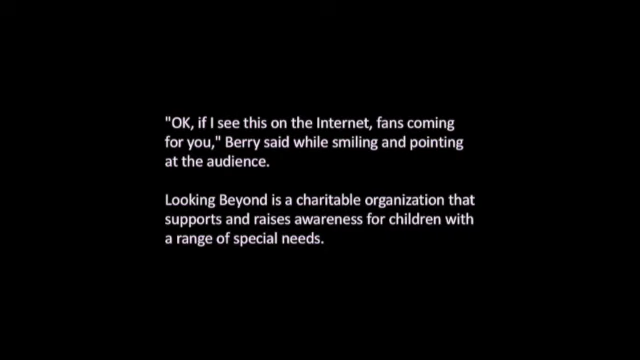 "OK, if I see this on the Internet, fans coming
for you," Berry said while smiling and pointing
at the audience.
Looking Beyond is a charitable organization that
supports and raises awareness for children with
a range of special needs.